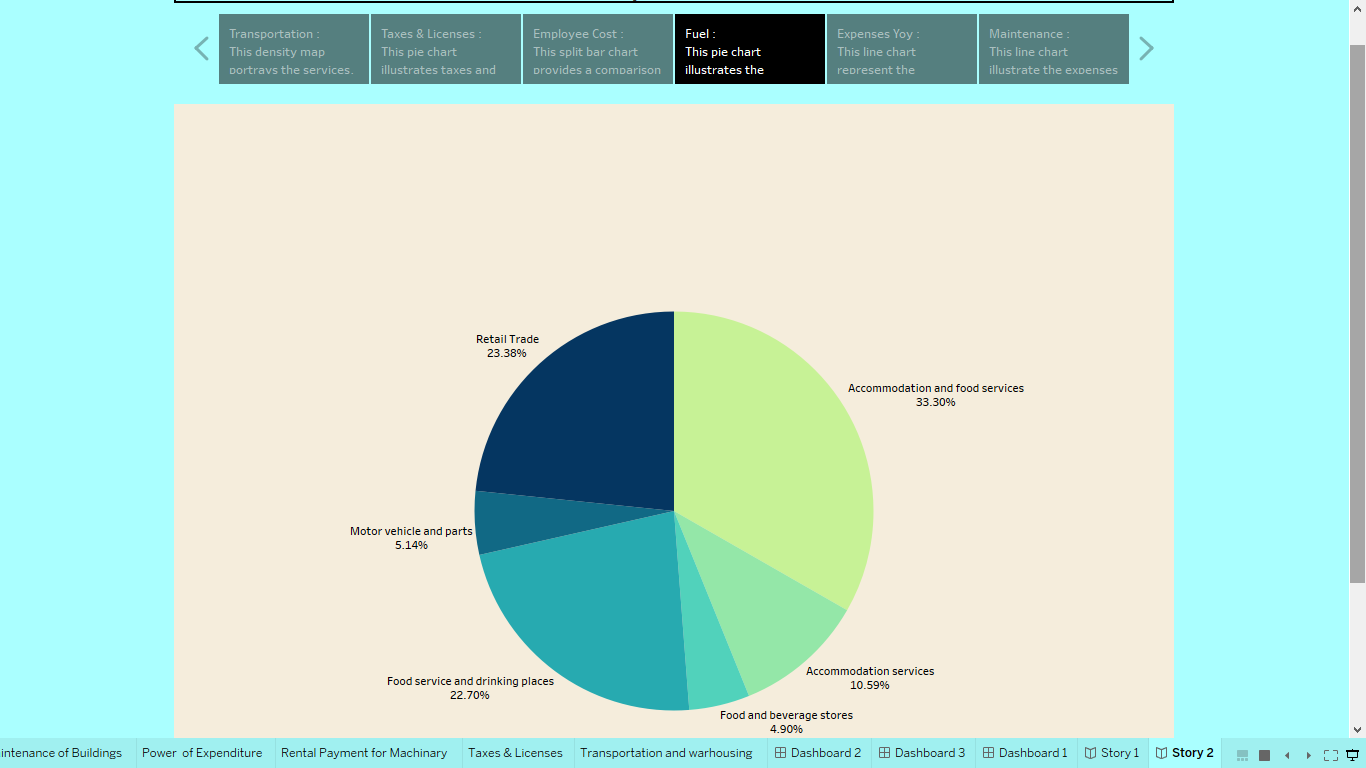 Transportation :
This density map
portrays the services,
Taxes & Licenses :
This pie chart
illustrates taxes and
Employee Cost :
This split bar chart
provides a comparison
Fuel :
This pie chart
illustrates the
Expenses Yoy :
This line chart
represent the
Maintenance :
This line chart
illustrate the expenses
Retail Trade
23.38%
Accommodation and food services
33.30%
Motor vehicle and parts
5.14%
Accommodation services
10.59%
Food service and drinking places
22.70%
Food and beverage stores
4.90%
intenance of Buildings
Power of Expenditure
Rental Payment for Machinary
Taxes & Licenses
Transportation and warhousing
Dashboard 2
Dashboard 3
Dashboard 1
Story 1
Story 2